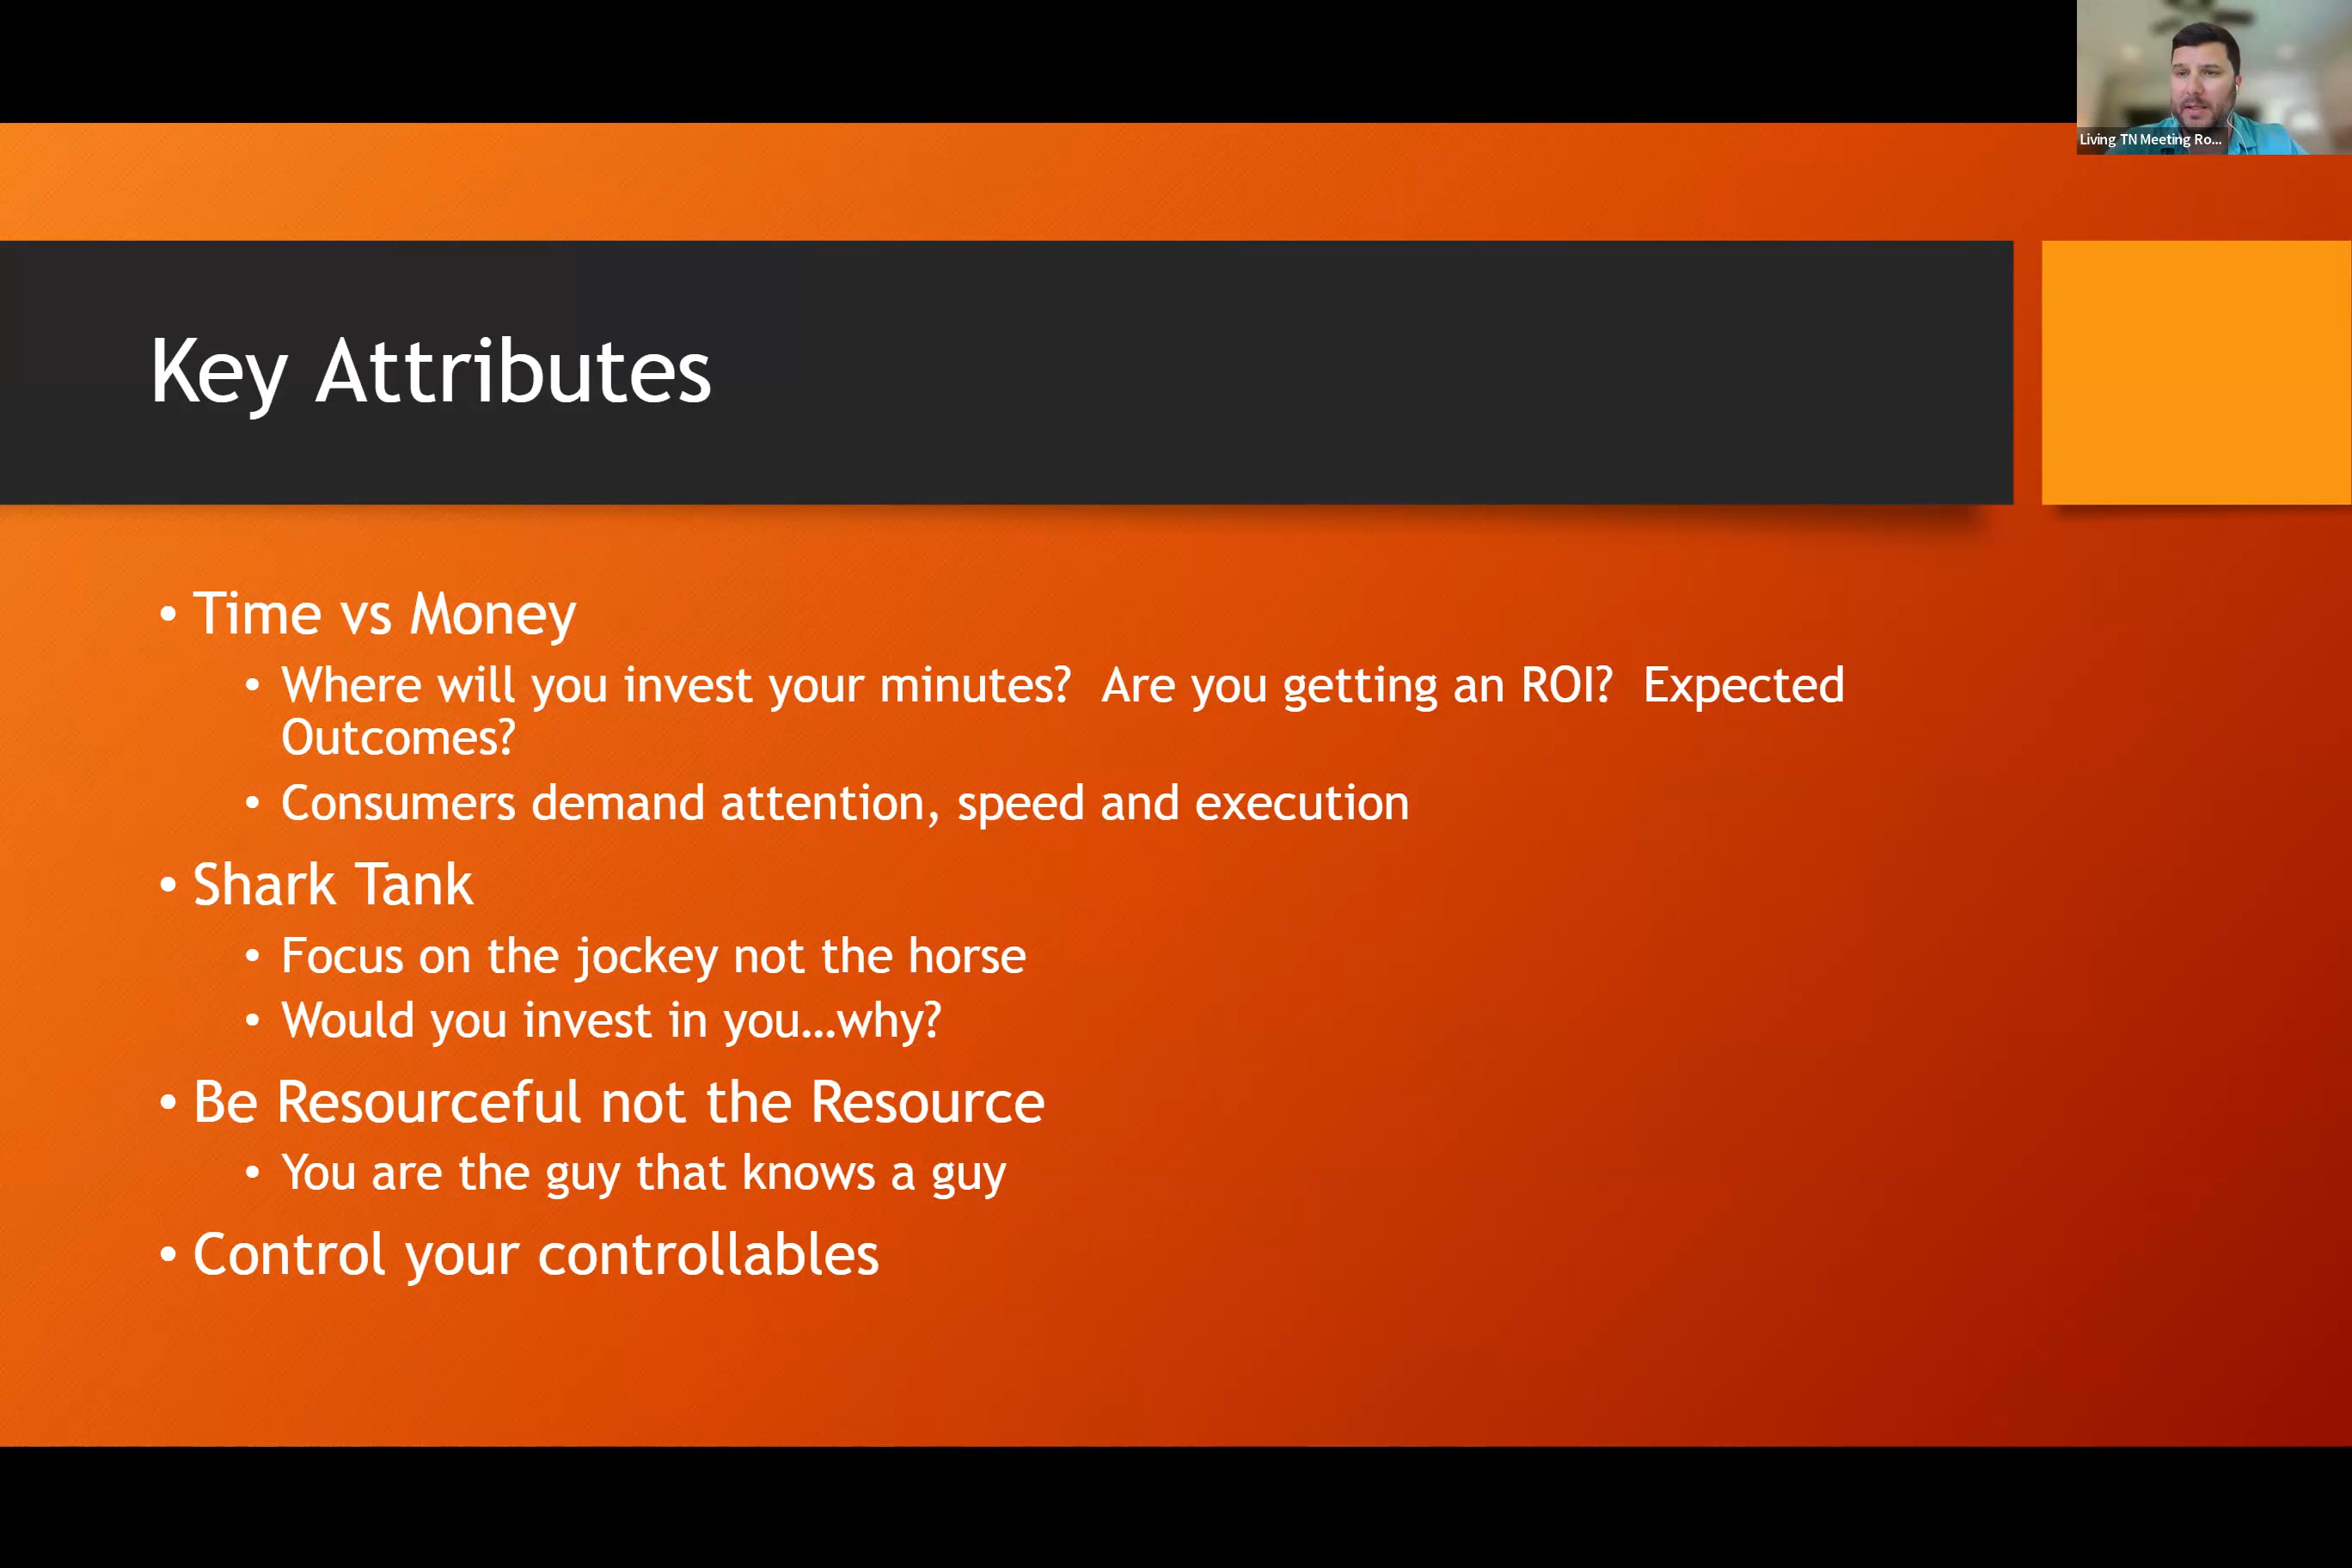 Living TN Meeting Ro...
Key Attributes
• Time vs Money
• Where will you invest your minutes?  Are you getting an ROI?  Expected
Outcomes?
• Consumers demand attention, speed and execution
• Shark Tank
• Focus on the jockey not the horse
• Would you invest in you...why?
• Be Resourceful not the Resource
• You are the guy that knows a guy
• Control your controllables